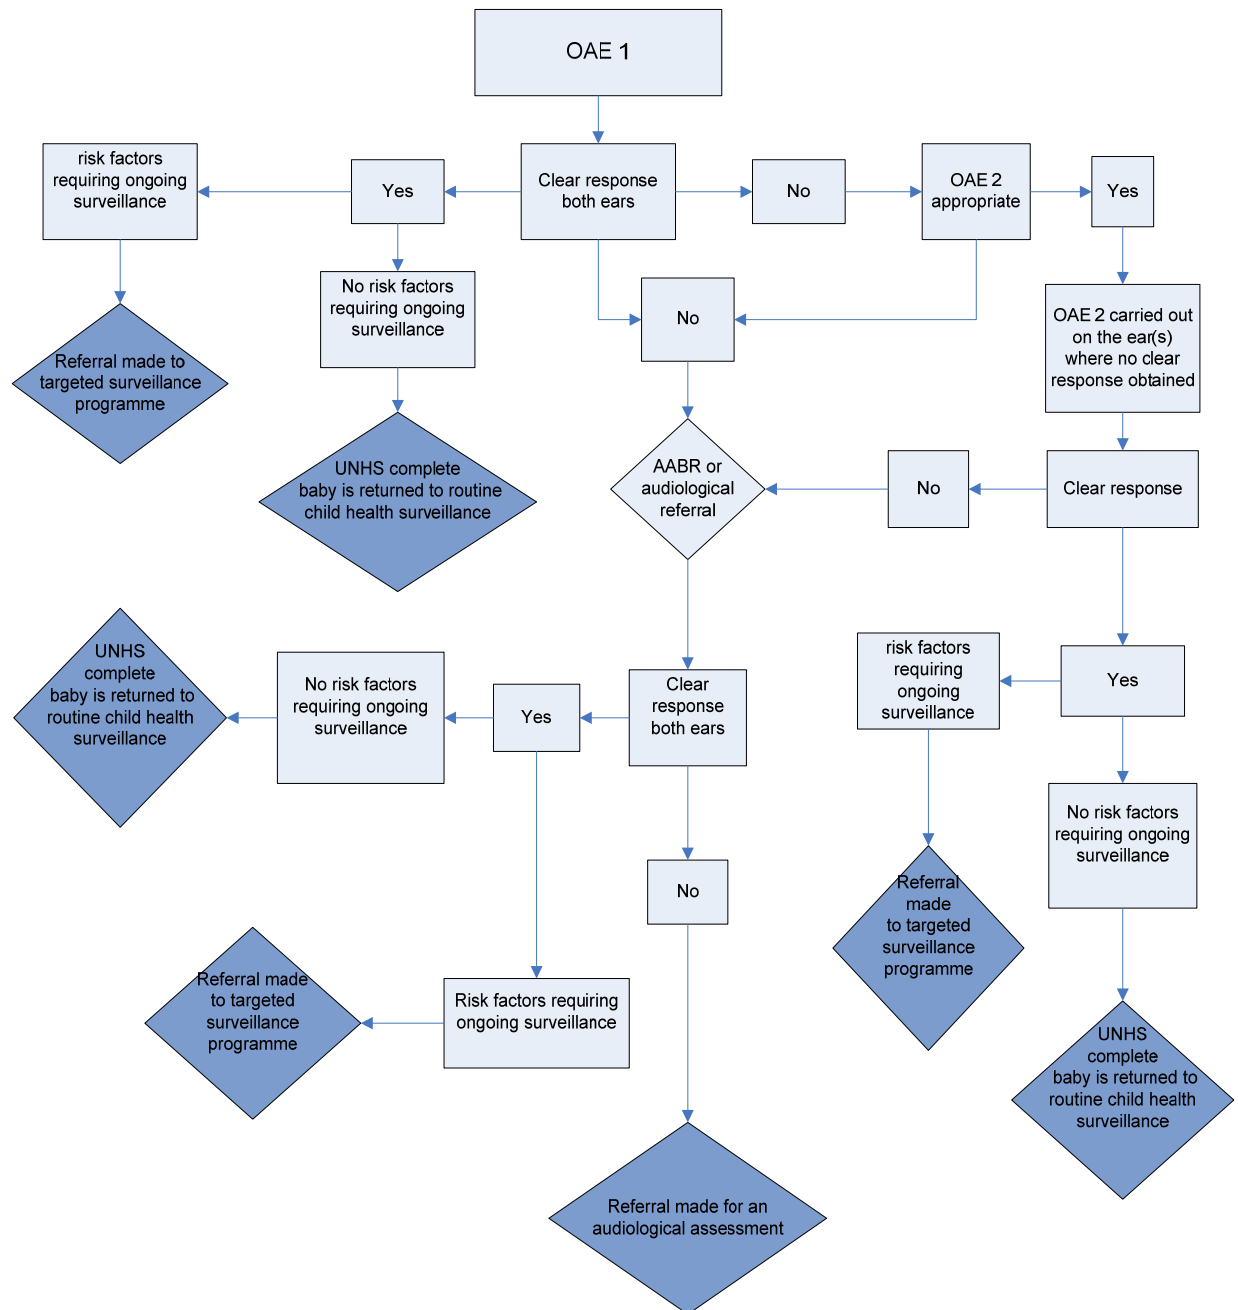 OAE 1
risk factors
requiring ongoing
surveillance
Yes
Clear response
both ears
No
OAE 2
appropriate
Yes
No risk factors
requiring ongoing
surveillance
No
OAE 2 carried out
on the ear(s)
where no clear
response obtained
Referral made to
targeted surveillance
programme
UNHS complete
baby is returned to routine
child health surveillance
AABR or
audiological
referral
No
Clear response
UNHS
complete
baby is returned to
routine child health
surveillance
No risk factors
requiring ongoing
surveillance
Yes
Clear
response
both ears
risk factors
requiring
ongoing
surveillance
Yes
No risk factors
requiring ongoing
surveillance
No
Referral
made
to targeted
surveillance
programme
Referral made
to targeted
surveillance
programme
Risk factors requiring
ongoing surveillance
UNHS
complete
baby is returned to
routine child health
surveillance
Referral made for an
audiological assessment